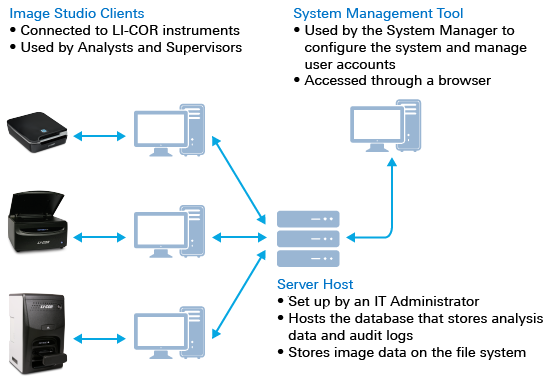 Image Studio Clients
• Connected to LI-COR instruments
• Used by Analysts and Supervisors
System Management Tool
• Used by the System Manager to
configure the system and manage
user accounts
• Accessed through a browser
LI-COR
LI-COR
Server Host
• Set up by an IT Administrator
• Hosts the database that stores analysis
data and audit logs
• Stores image data on the file system